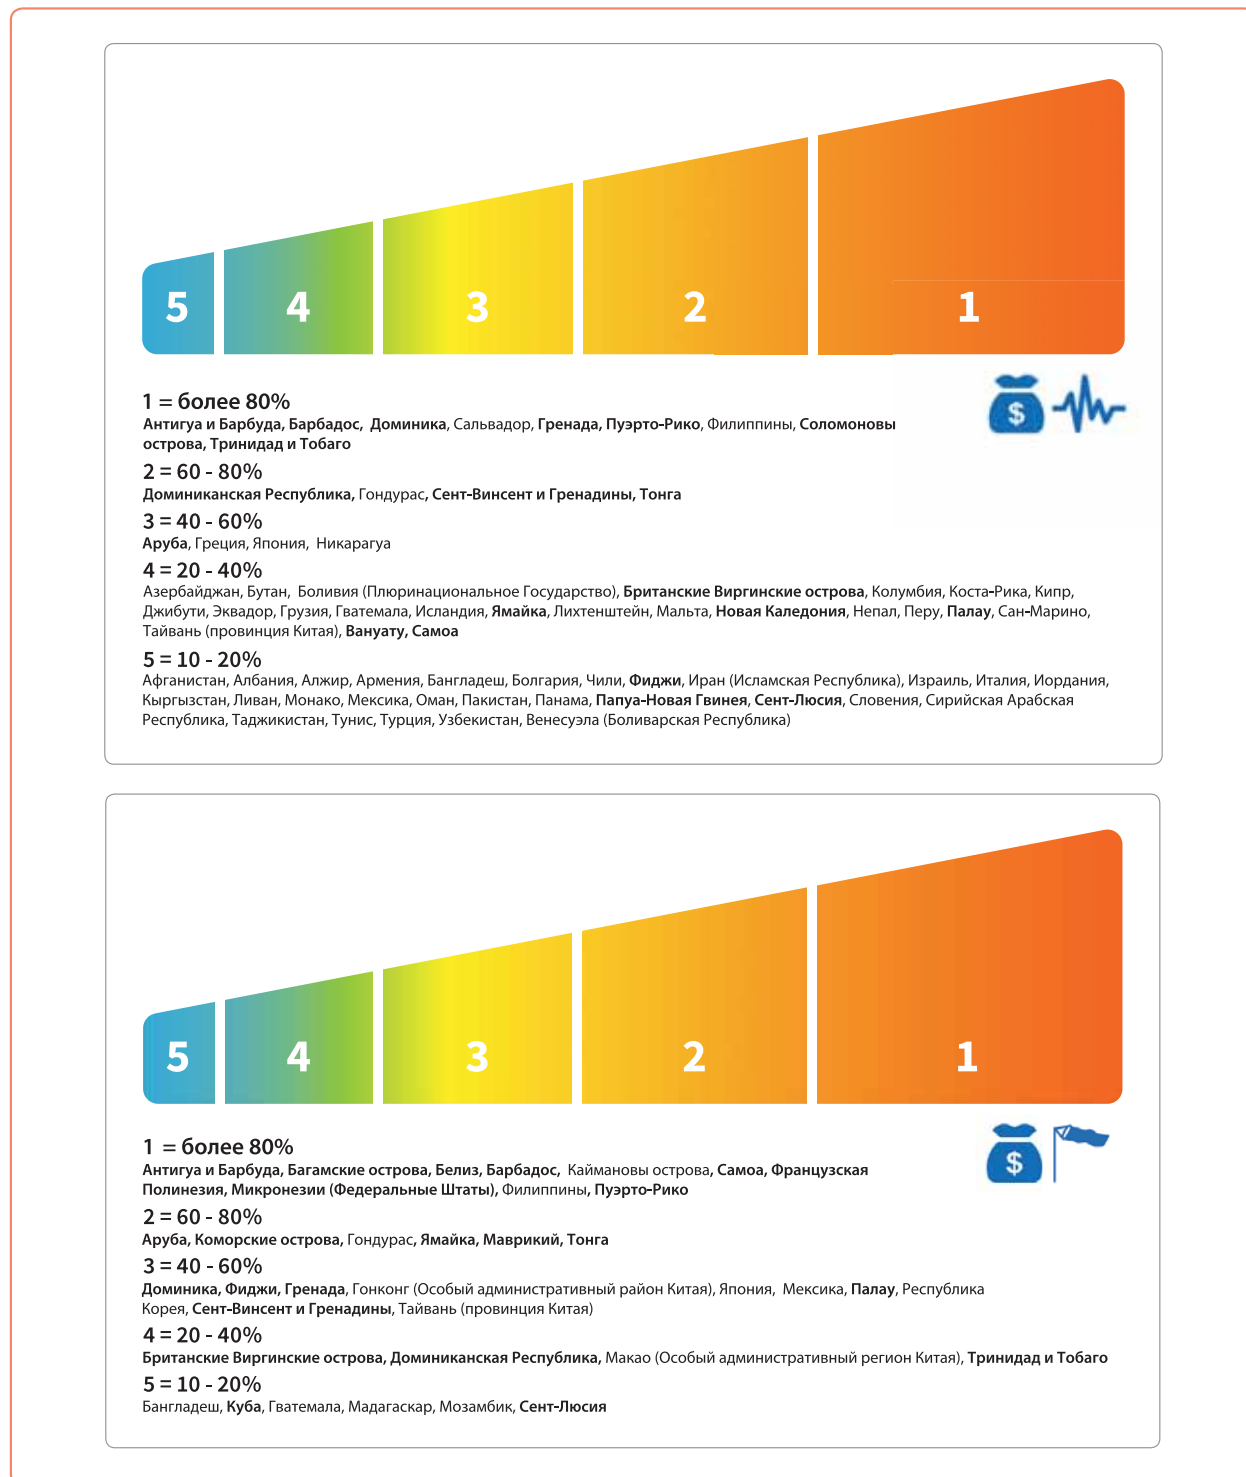 5 4 3 2 1
1 = более 80%
Антигуа и Барбуда, Барбадос, Доминика, Сальвадор, Гренада, Пуэрто-Рико, Филиппины, Соломоновы
острова, Тринидад и Тобаго
2 = 60 - 80%
Доминиканская Республика, Гондурас, Сент-Винсент и Гренадины, Тонга
3 = 40 - 60%
Аруба, Греция, Япония, Никарагуа
4 = 20 - 40%
Азербайджан, Бутан, Боливия (Плюринациональное Государство), Британские Виргинские острова, Колумбия, Коста-Рика, Кипр,
Джибути, Эквадор, Грузия, Гватемала, Исландия, Ямайка, Лихтенштейн, Мальта, Новая Каледония, Непал, Перу, Палау, Сан-Марино,
Тайвань (провинция Китая), Вануату, Самоа
5 = 10 - 20%
Афганистан, Албания, Алжир, Армения, Бангладеш, Болгария, Чили, Фиджи, Иран (Исламская Республика), Израиль, Италия, Иордания,
Кыргызстан, Ливан, Монако, Мексика, Оман, Пакистан, Панама, Папуа-Новая Гвинея, Сент-Люсия, Словения, Сирийская Арабская
Республика, Таджикистан, Тунис, Турция, Узбекистан, Венесуэла (Боливарская Республика)
$
5 4 3 2 1
1 = более 80%
Антигуа и Барбуда, Багамские острова, Белиз, Барбадос, Каймановы острова, Самоа, Французская
Полинезия, Микронезии (Федеральные Штаты), Филиппины, Пуэрто-Рико
2 = 60 - 80%
Аруба, Коморские острова, Гондурас, Ямайка, Маврикий, Тонга
3 = 40 - 60%
Доминика, Фиджи, Гренада, Гонконг (Особый административный район Китая), Япония, Мексика, Палау, Республика
Корея, Сент-Винсент и Гренадины, Тайвань (провинция Китая)
4 = 20 - 40%
Британские Виргинские острова, Доминиканская Республика, Макао (Особый административный регион Китая), Тринидад и Тобаго
5 = 10 - 20%
Бангладеш, Куба, Гватемала, Мадагаскар, Мозамбик, Сент-Люсия
$